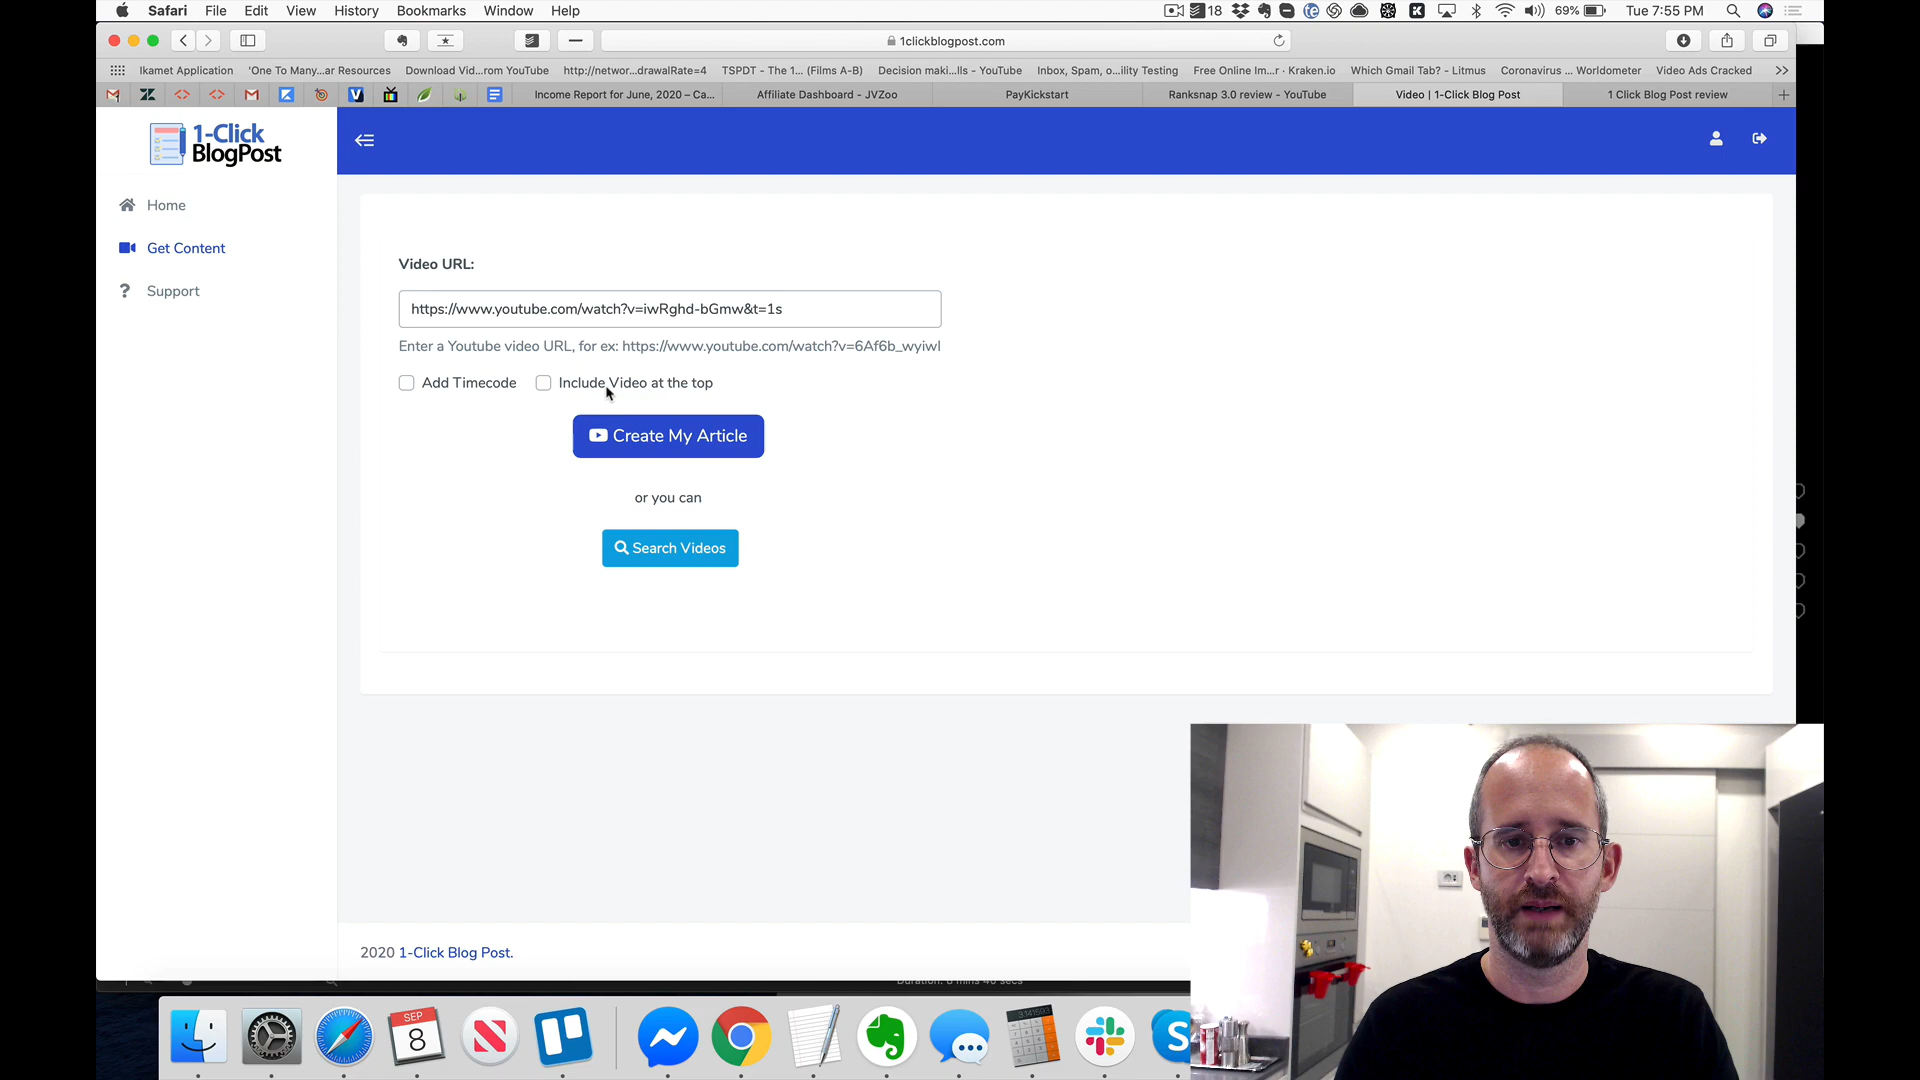 Safari File Edit View History Bookmarks Window Help 18 69% Tue 7:55 PM
1clickblogpost.com
Ikamet Application 'One To Many...ar Resources Download Vid...rom YouTube http://networ...drawalRate=4 TSPDT - The 1... (Films A-B) Decision maki...lls - YouTube Inbox, Spam, o...ility Testing Free Online Im...r · Kraken.io Which Gmail Tab? - Litmus Coronavirus ... Worldometer Video Ads Cracked
Income Report for June, 2020 – Ca... Affiliate Dashboard - JVZoo PayKickstart Ranksnap 3.0 review - YouTube Video | 1-Click Blog Post 1 Click Blog Post review
1-Click
BlogPost
Home
Get Content
Support
Video URL:
https://www.youtube.com/watch?v=iwRghd-bGmw&t=1s
Enter a Youtube video URL, for ex: https://www.youtube.com/watch?v=6Af6b_wyiwI
Add Timecode Include Video at the top
Create My Article
or you can
Search Videos
2020 1-Click Blog Post.
SEP
8